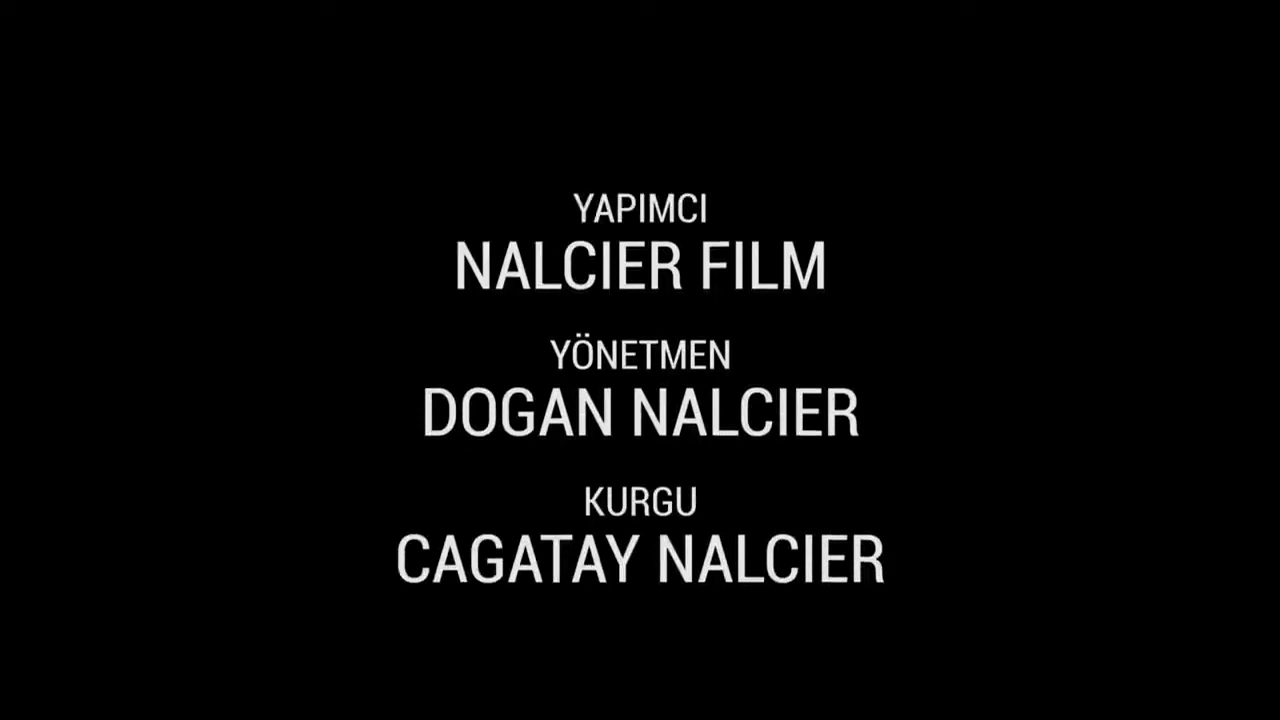 YAPIMCI
NALCIER FILM
YÖNETMEN
DOGAN NALCIER
KURGU
CAGATAY NALCIER